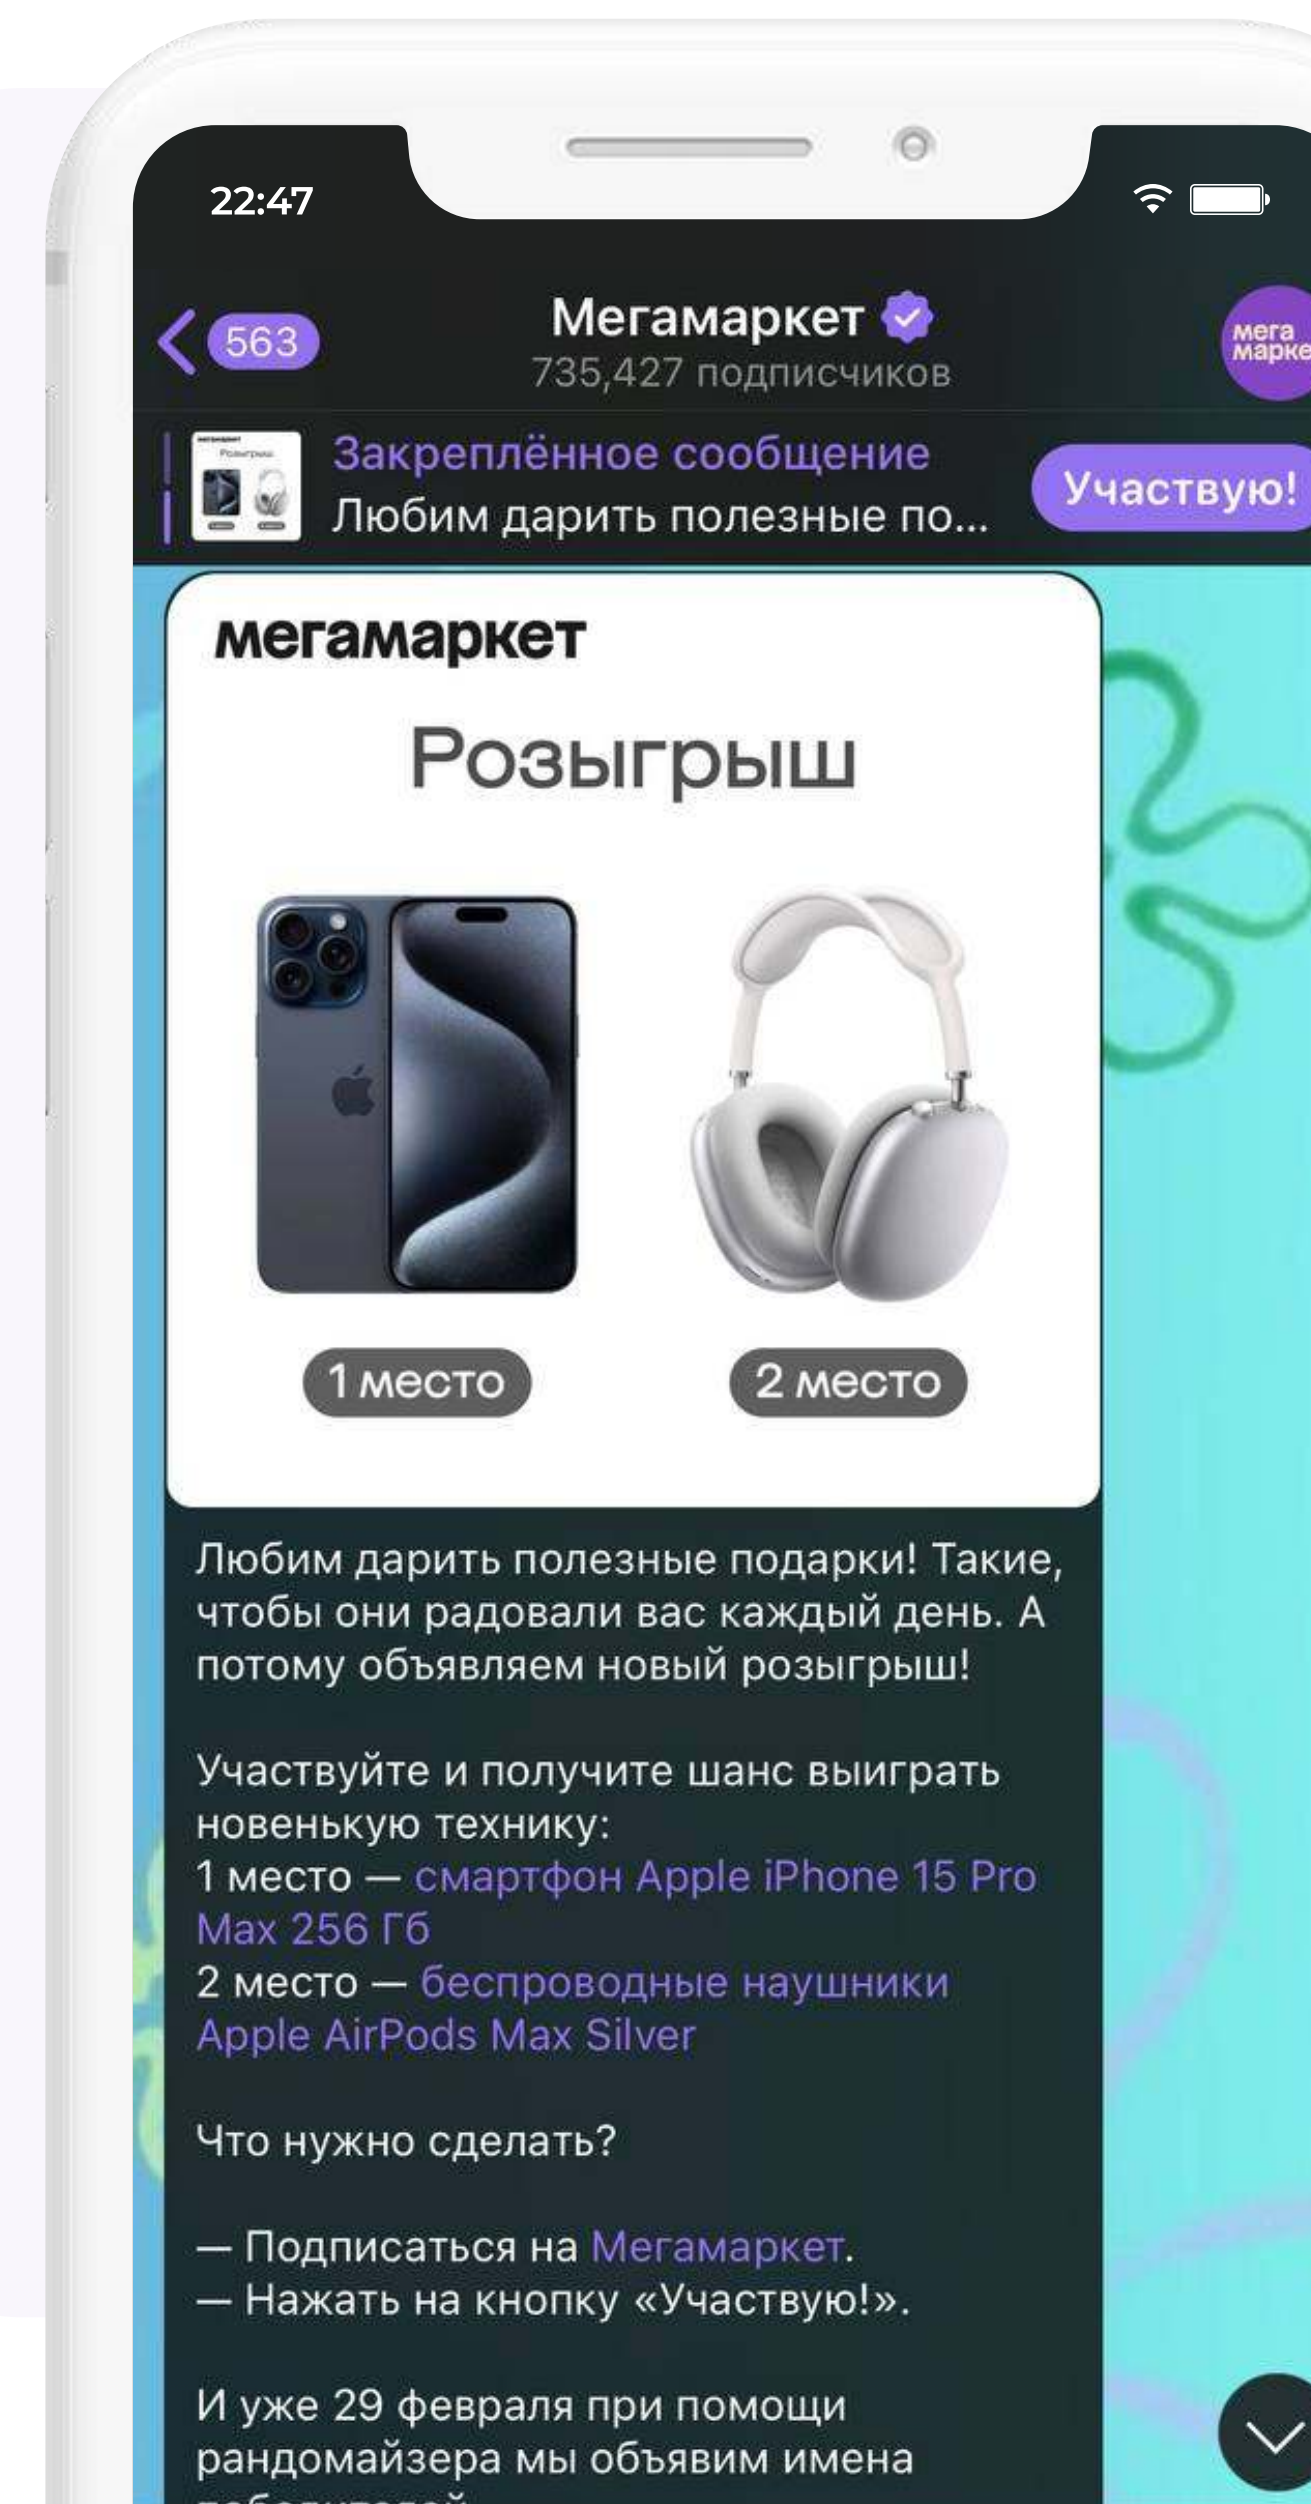 22:47
563
Мегамаркет
735,427 подписчиков
мега
марке
мегамаркет
Розыгрыш
Закреплённое сообщение
Любим дарить полезные по...
Участвую!
мегамаркет
Розыгрыш
1 место
2 место
Любим дарить полезные подарки! Такие,
чтобы они радовали вас каждый день. А
потому объявляем новый розыгрыш!
Участвуйте и получите шанс выиграть
новенькую технику:
1 место — смартфон Apple iPhone 15 Pro
Max 256 Гб
2 место — беспроводные наушники
Apple AirPods Max Silver
Что нужно сделать?
— Подписаться на Мегамаркет.
— Нажать на кнопку «Участвую!».
И уже 29 февраля при помощи
рандомайзера мы объявим имена